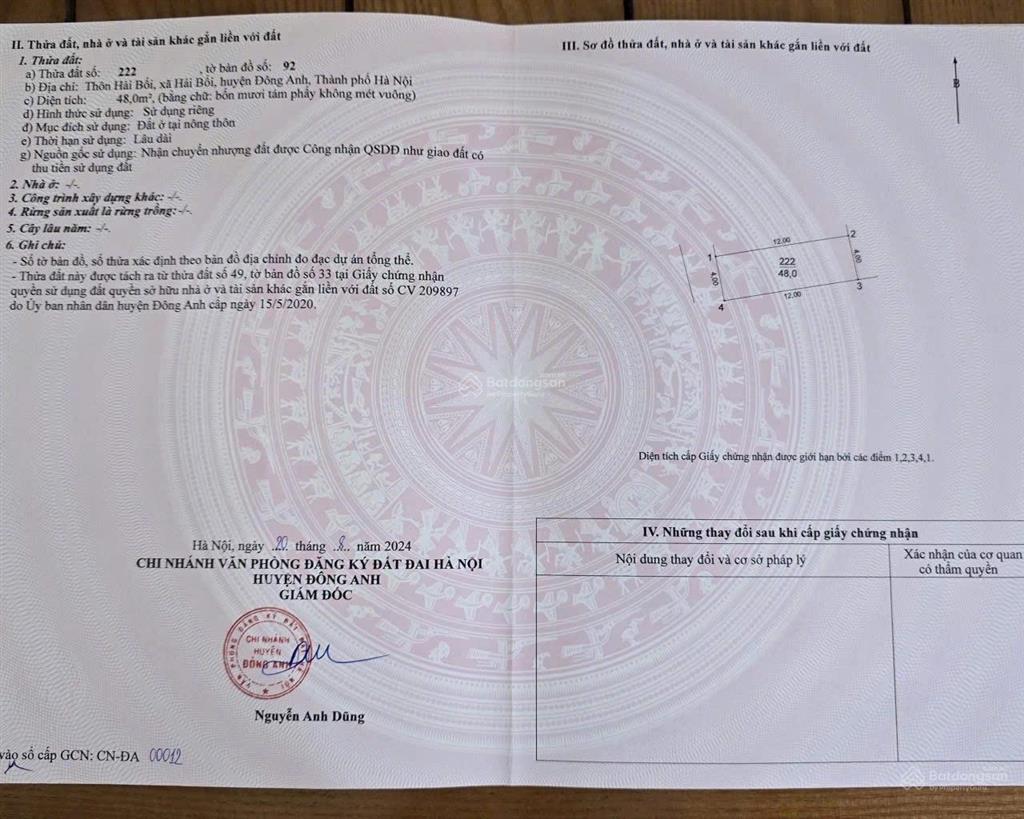 II. Thửa đất, nhà ở và tài sản khác gắn liền với đất
1. Thửa đất:
a) Thửa đất số: 222 , tờ bản đồ số: 92
b) Địa chỉ: Thôn Hải Bối, xã Hải Bối, huyện Đông Anh, Thành phố Hà Nội
c) Diện tích: 48,0m², (bằng chữ: bốn mươi tám phẩy không mét vuông)
d) Hình thức sử dụng: Sử dụng riêng
đ) Mục đích sử dụng: Đất ở tại nông thôn
e) Thời hạn sử dụng: Lâu dài
g) Nguồn gốc sử dụng: Nhận chuyển nhượng đất được Công nhận QSDĐ như giao đất có
thu tiền sử dụng đất
2. Nhà ở: -/-.
3. Công trình xây dựng khác: -/-.
4. Rừng sản xuất là rừng trồng: -/-.
5. Cây lâu năm: -/-.
6. Ghi chú:
- Số tờ bản đồ, số thửa xác định theo bản đồ địa chính đo đạc dự án tổng thể.
- Thửa đất này được tách ra từ thửa đất số 49, tờ bản đồ số 33 tại Giấy chứng nhận
quyền sử dụng đất quyền sở hữu nhà ở và tài sản khác gắn liền với đất số CV 209897
do Ủy ban nhân dân huyện Đông Anh cấp ngày 15/5/2020.
Hà Nội, ngày 20 tháng 8 năm 2024
CHI NHÁNH VĂN PHÒNG ĐĂNG KÝ ĐẤT ĐAI HÀ NỘI
HUYỆN ĐÔNG ANH
GIÁM ĐỐC
VĂN PHÒNG ĐĂNG KÝ ĐẤT ĐAI HÀ NỘI
CHI NHÁNH
HUYỆN
ĐÔNG ANH
Nguyễn Anh Dũng
vào sổ cấp GCN: CN-ĐA 00012
III. Sơ đồ thửa đất, nhà ở và tài sản khác gắn liền với đất
B
12,00
2
1
222
48,0
4,00
4,00
12,00
3
4
Batdongsan
by PropertyGuru
Diện tích cấp Giấy chứng nhận được giới hạn bởi các điểm 1,2,3,4,1.
IV. Những thay đổi sau khi cấp giấy chứng nhận
Nội dung thay đổi và cơ sở pháp lý
Xác nhận của cơ quan
có thẩm quyền
Batdongsan
by PropertyGuru